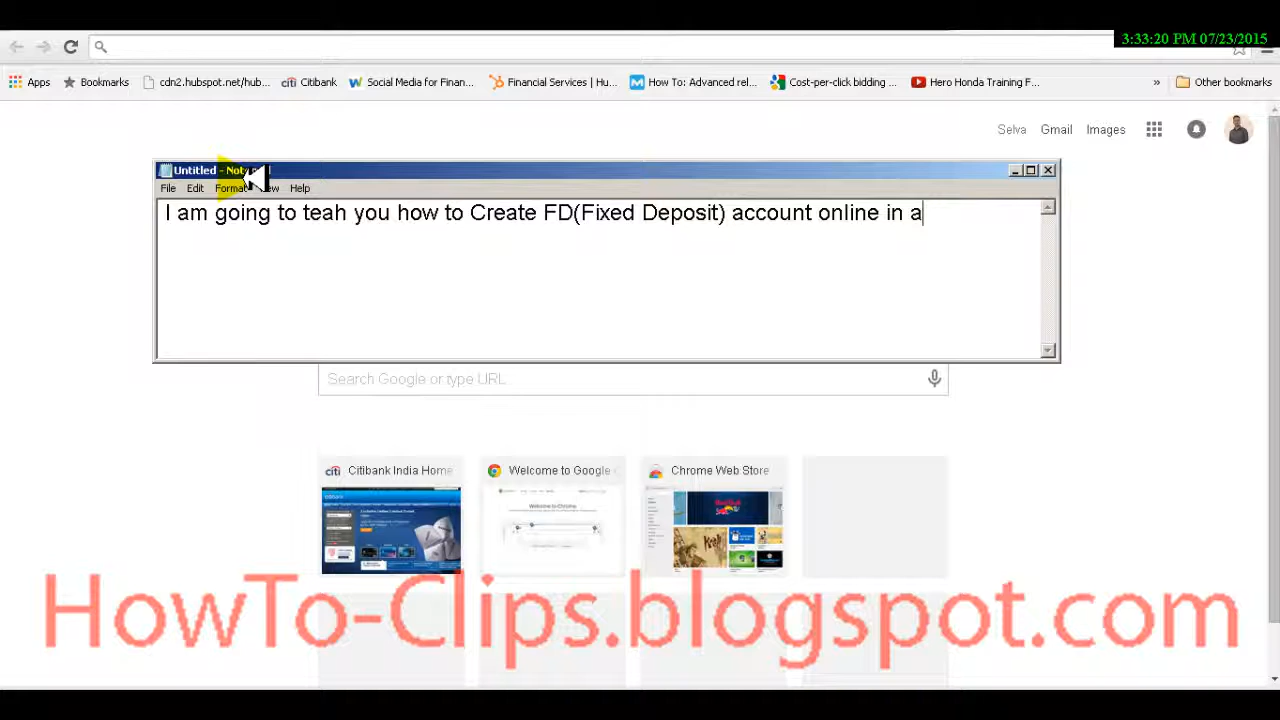 3:33:20 PM 07/23/2015
Apps Bookmarks cdn2.hubspot.net/hub... Citibank Social Media for Finan... Financial Services | Hu... How To: Advanced rel... Cost-per-click bidding ... Hero Honda Training F... » Other bookmarks
Selva Gmail Images
Untitled - Not
File Edit Format Help
I am going to teah you how to Create FD(Fixed Deposit) account online in a
Search Google or type URL
citi Citibank India Home Welcome to Google Chrome Web Store
HowTo-Clips.blogspot.com